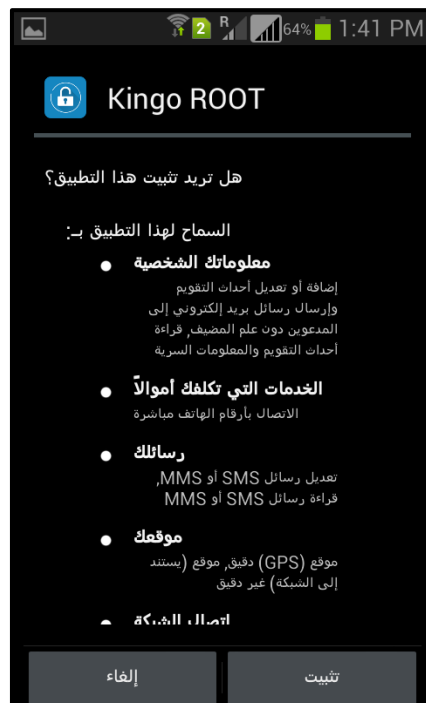 2 R 64% 1:41 PM
Kingo ROOT
هل تريد تثبيت هذا التطبيق؟
السماح لهذا التطبيق بـ:
معلوماتك الشخصية
إضافة أو تعديل أحداث التقويم
وإرسال رسائل بريد إلكتروني إلى
المدعوين دون علم المضيف, قراءة
أحداث التقويم والمعلومات السرية
الخدمات التي تكلفك أموالاً
الاتصال بأرقام الهاتف مباشرة
رسائلك
تعديل رسائل SMS أو MMS,
قراءة رسائل SMS أو MMS
موقعك
موقع (GPS) دقيق, موقع (يستند
إلى الشبكة) غير دقيق
اتصال الشبكة
إلغاء
تثبيت